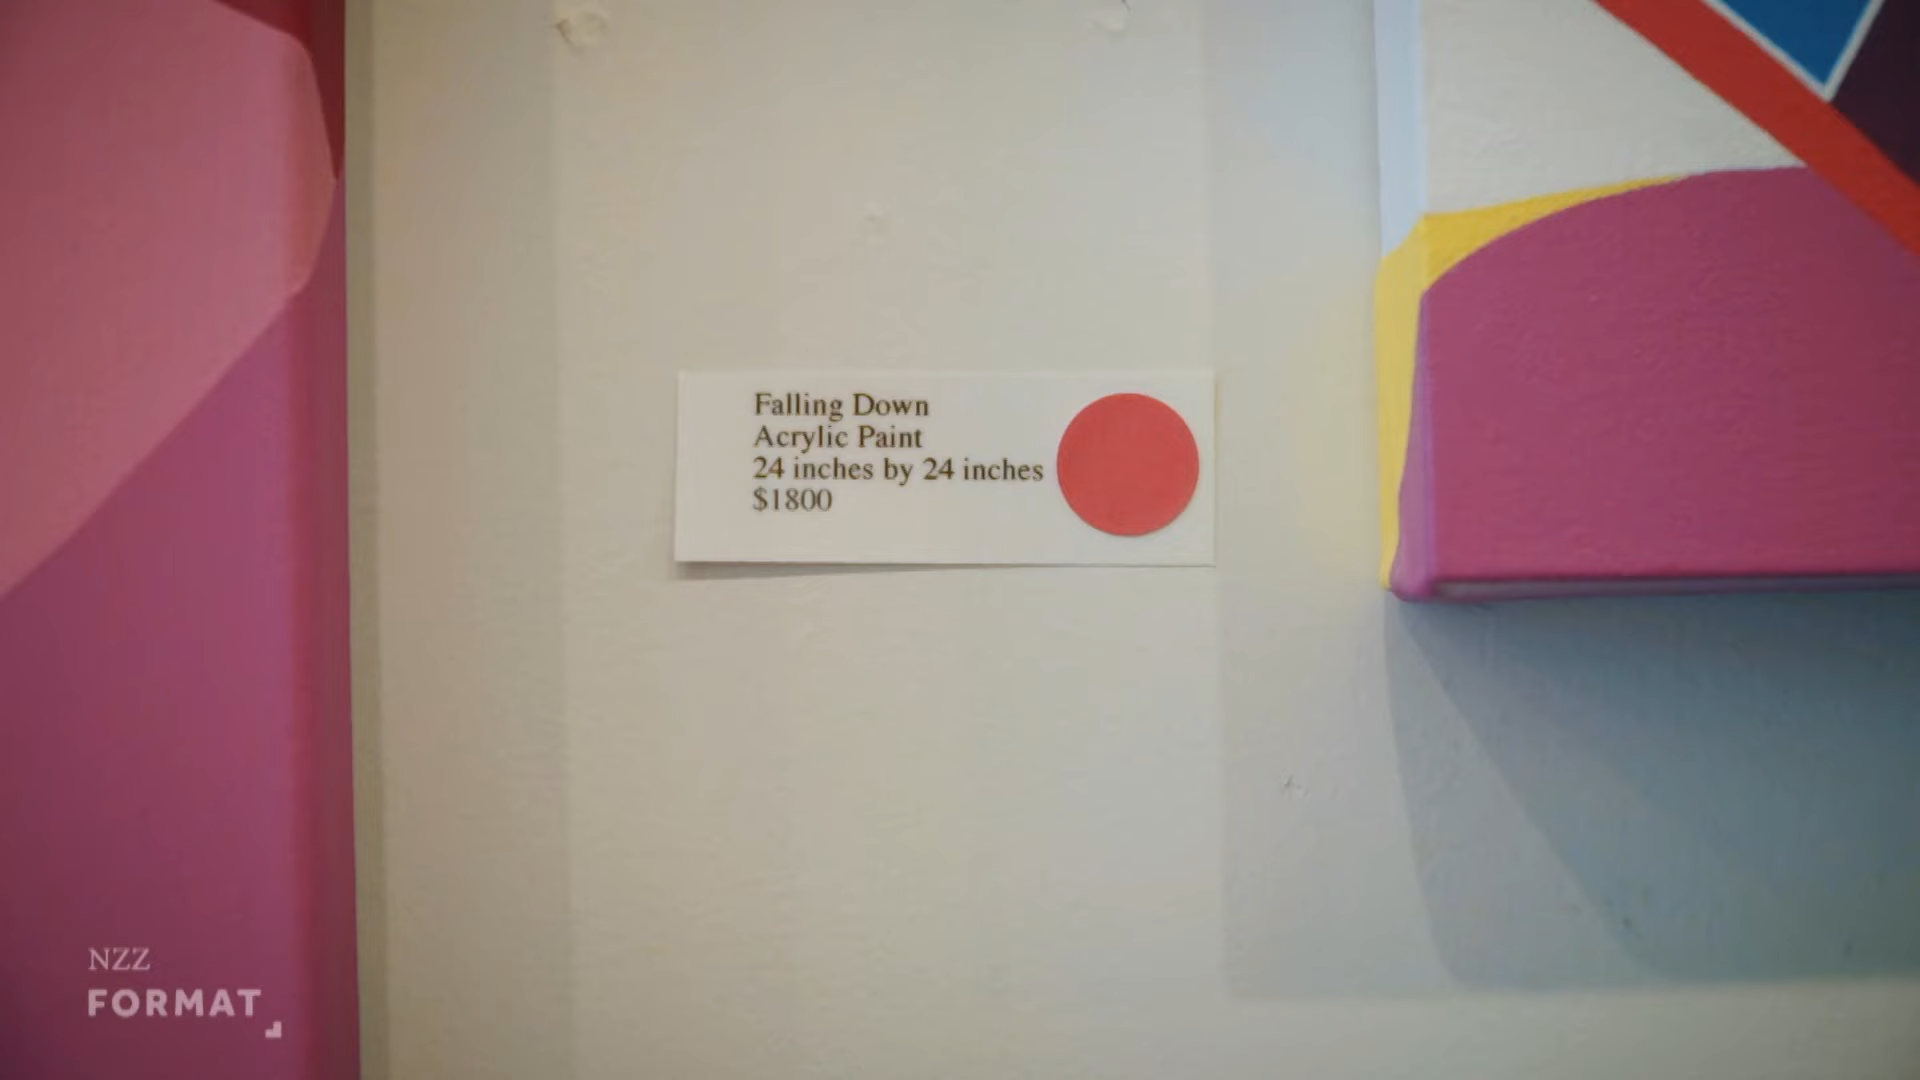 Falling Down
Acrylic Paint
24 inches by 24 inches
$1800
NZZ
FORMAT